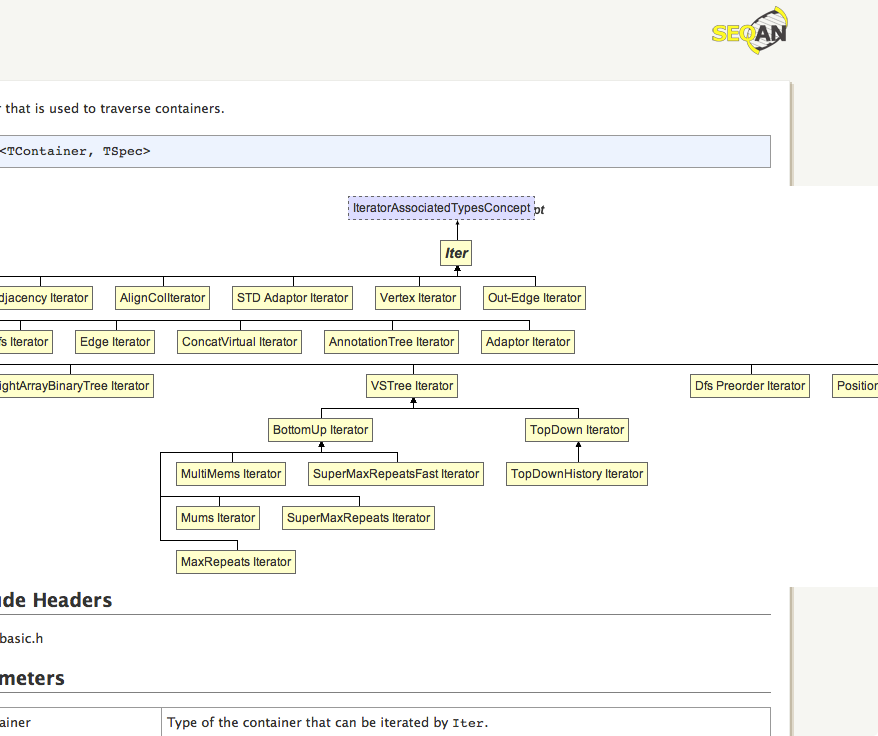 SEQAN
that is used to traverse containers.
<TContainer, TSpec>
IteratorAssociatedTypesConcept pt
Iter
djacency Iterator AlignColIterator STD Adaptor Iterator Vertex Iterator Out-Edge Iterator
fs Iterator Edge Iterator ConcatVirtual Iterator AnnotationTree Iterator Adaptor Iterator
ightArrayBinaryTree Iterator VSTree Iterator Dfs Preorder Iterator Position
BottomUp Iterator TopDown Iterator
MultiMems Iterator SuperMaxRepeatsFast Iterator TopDownHistory Iterator
Mums Iterator SuperMaxRepeats Iterator
MaxRepeats Iterator
ude Headers
basic.h
meters
ainer Type of the container that can be iterated by Iter.